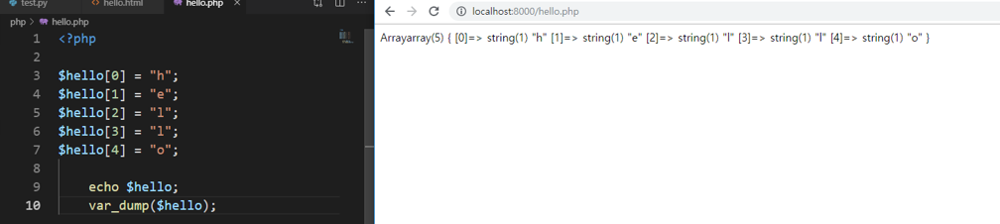 test.py hello.html hello.php
php > hello.php
1 <?php
2
3 $hello[0] = "h";
4 $hello[1] = "e";
5 $hello[2] = "l";
6 $hello[3] = "l";
7 $hello[4] = "o";
8
9 echo $hello;
10 var_dump($hello);
localhost:8000/hello.php
Arrayarray(5) { [0]=> string(1) "h" [1]=> string(1) "e" [2]=> string(1) "l" [3]=> string(1) "l" [4]=> string(1) "o" }